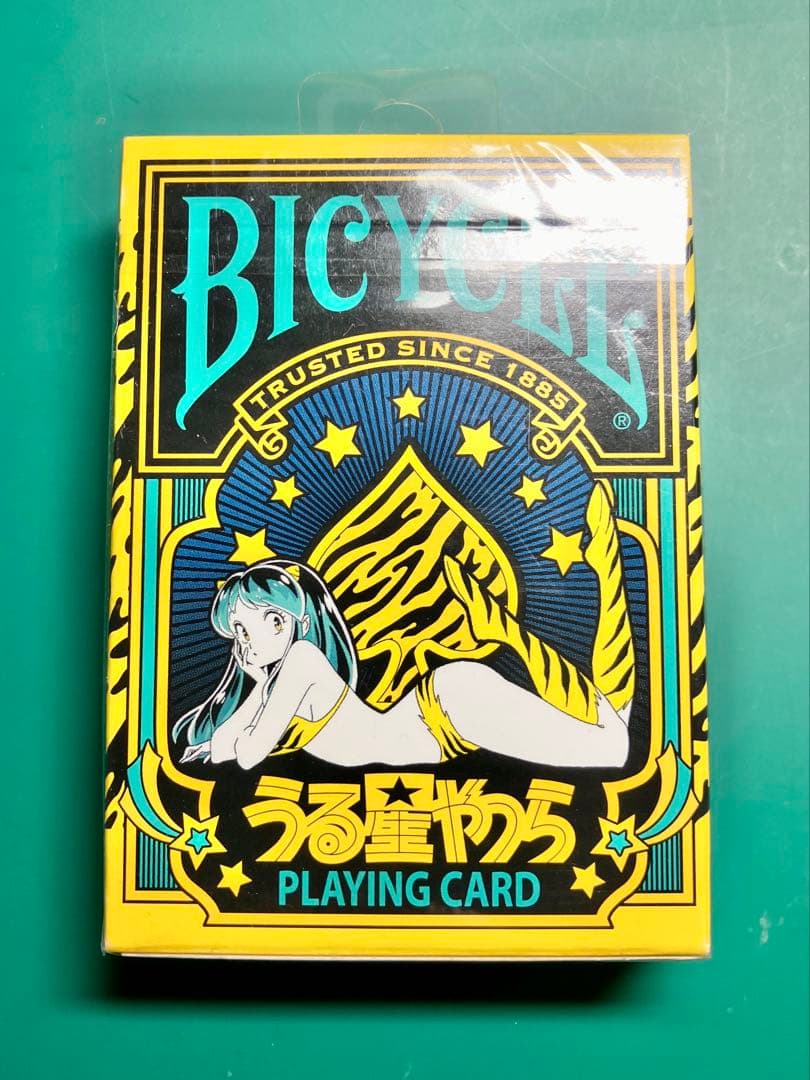 BICYCLE
TRUSTED SINCE 1885
®
うる星やつら
PLAYING CARD